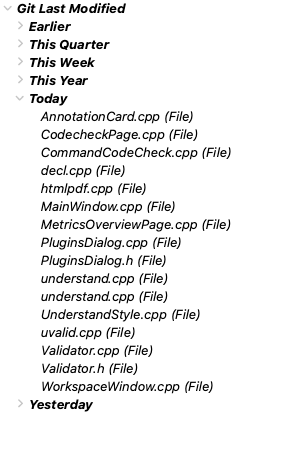 Git Last Modified
Earlier
This Quarter
This Week
This Year
Today
AnnotationCard.cpp (File)
CodecheckPage.cpp (File)
CommandCodeCheck.cpp (File)
decl.cpp (File)
htmlpdf.cpp (File)
MainWindow.cpp (File)
MetricsOverviewPage.cpp (File)
PluginsDialog.cpp (File)
PluginsDialog.h (File)
understand.cpp (File)
understand.cpp (File)
UnderstandStyle.cpp (File)
uvalid.cpp (File)
Validator.cpp (File)
Validator.h (File)
WorkspaceWindow.cpp (File)
Yesterday